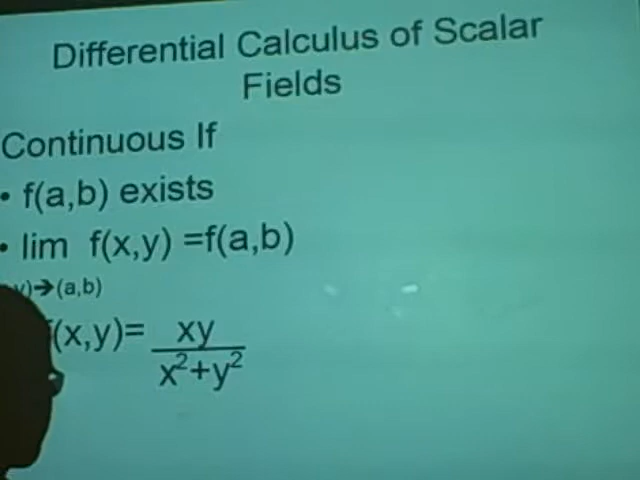 Differential Calculus of Scalar
Fields
Continuous If
• f(a,b) exists
• lim f(x,y) =f(a,b)
y)→(a,b)
(x,y)= xy
x²+y²